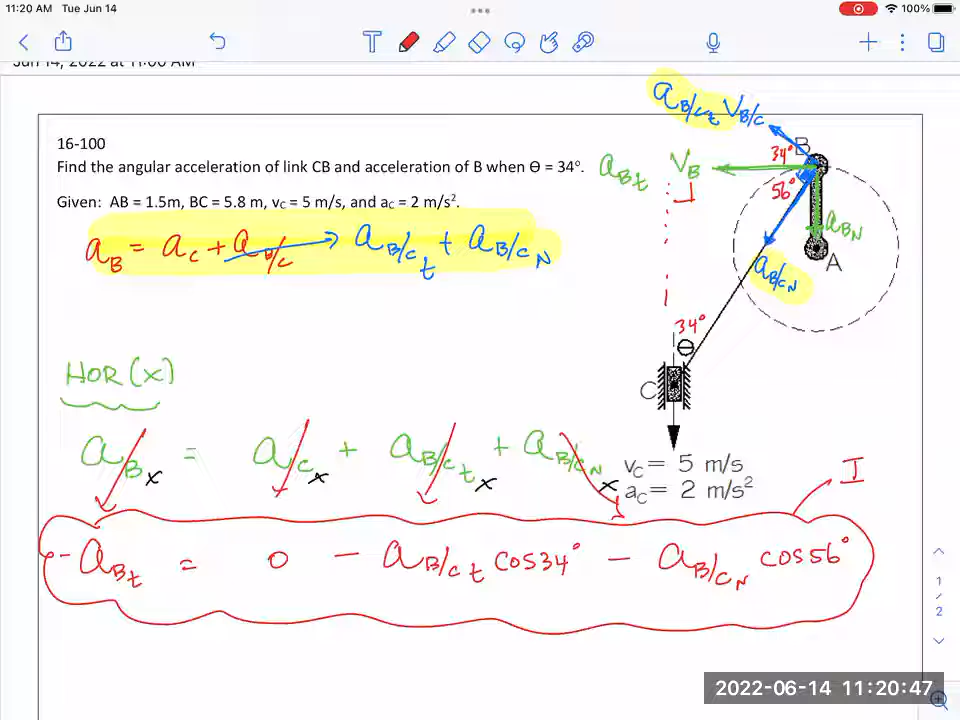 11:20 AM Tue Jun 14
100%
Jun 14, 2022 at 11:00 AM
16-100
Find the angular acceleration of link CB and acceleration of B when Θ = 34°.
Given: AB = 1.5m, BC = 5.8 m, vC = 5 m/s, and aC = 2 m/s².
aB = aC + aB/C → aB/Ct + aB/CN
aB/Ct VB/C
34° B
aBt VB
56°
aBN
A
aB/CN
34°
Θ
C
HOR (x)
aBx = aCx + aB/Ctx + aB/CNx
vC = 5 m/s
aC = 2 m/s²
I
- aBt = 0 - aB/Ct cos34° - aB/CN cos56°
1
/
2
2022-06-14 11:20:47